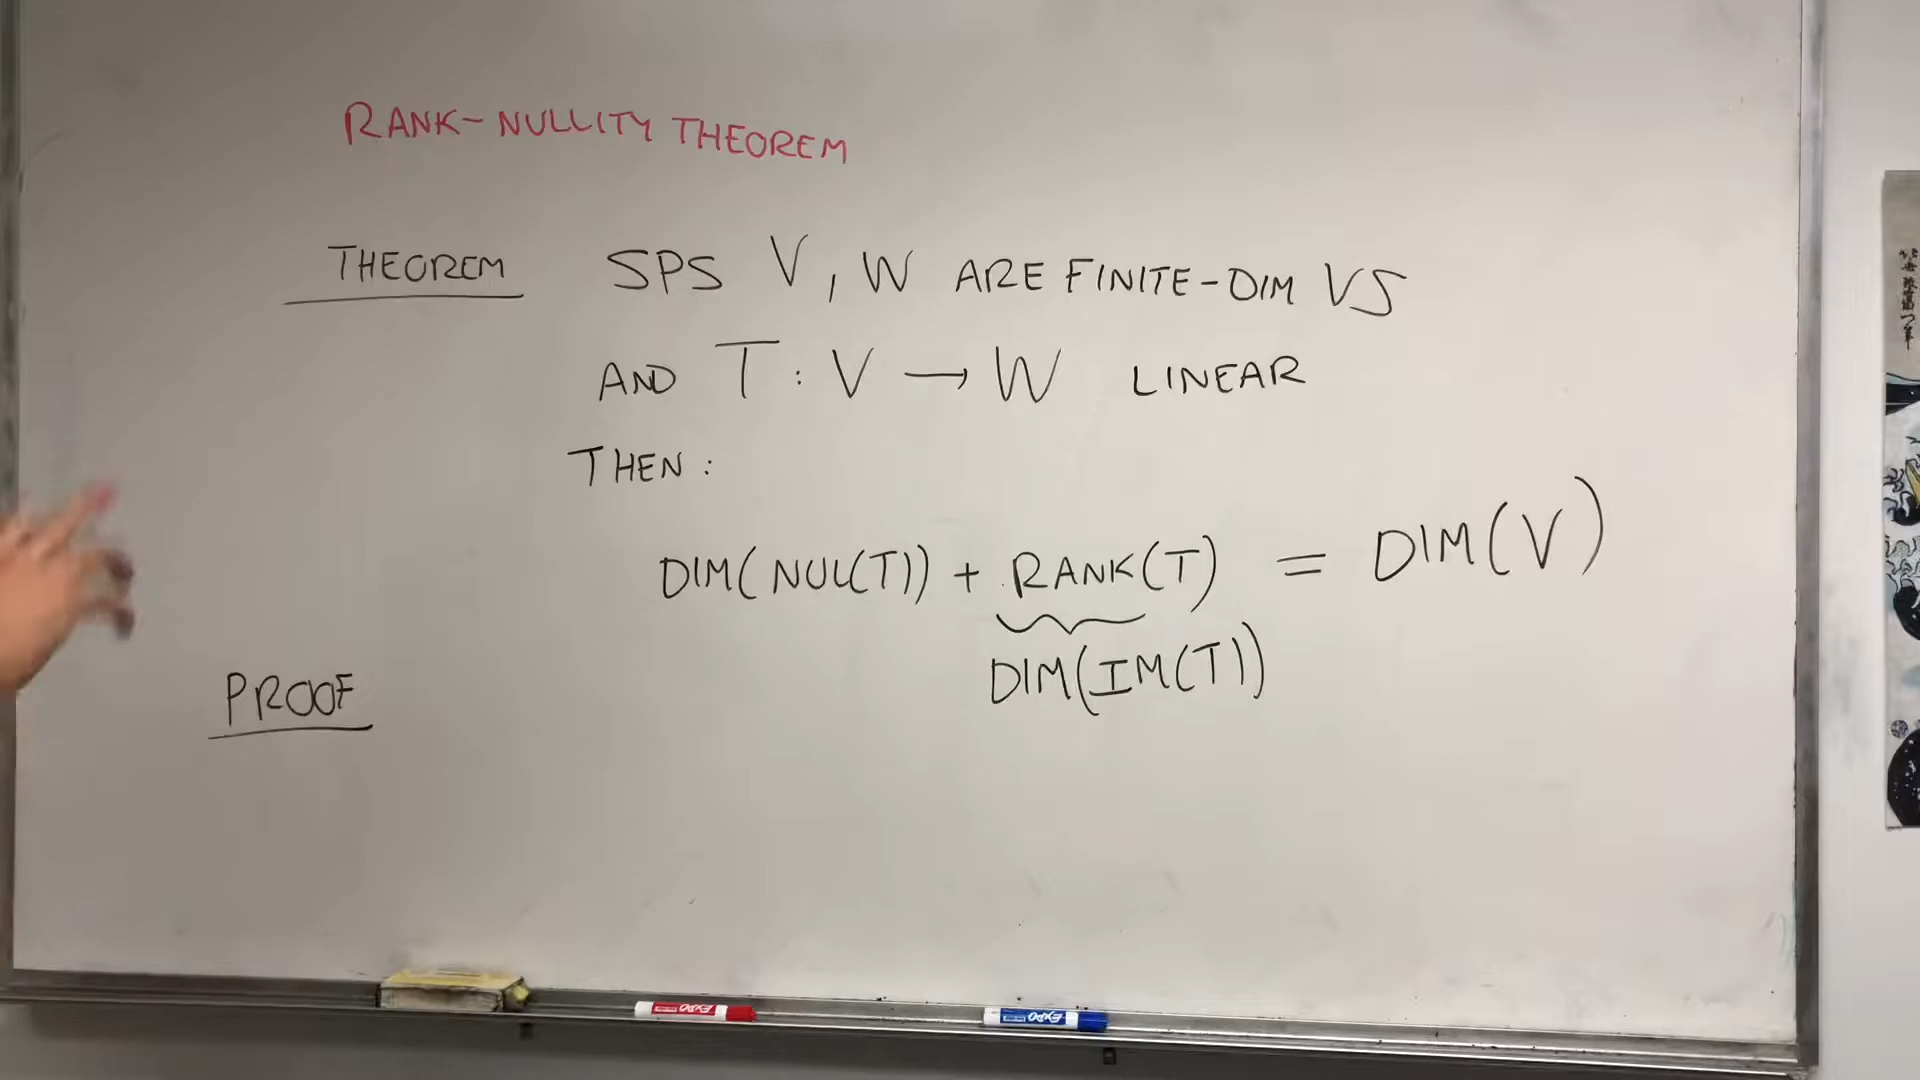 RANK-NULLITY THEOREM
THEOREM SPS V, W ARE FINITE-DIM VS
AND T : V → W LINEAR
THEN :
DIM(NUL(T)) + RANK(T) = DIM(V)
DIM(IM(T))
PROOF
EXPO
EXPO